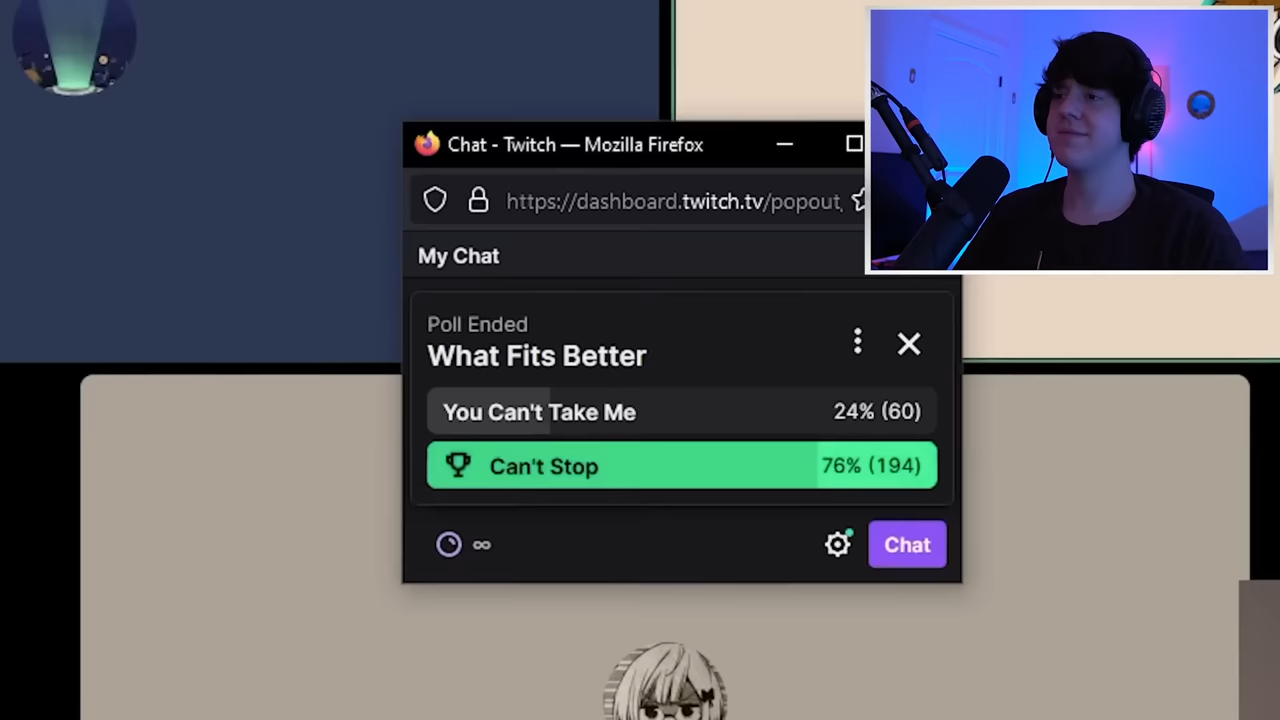 Chat - Twitch — Mozilla Firefox
https://dashboard.twitch.tv/popout
My Chat
Poll Ended
What Fits Better
You Can't Take Me 24% (60)
Can't Stop 76% (194)
∞
Chat